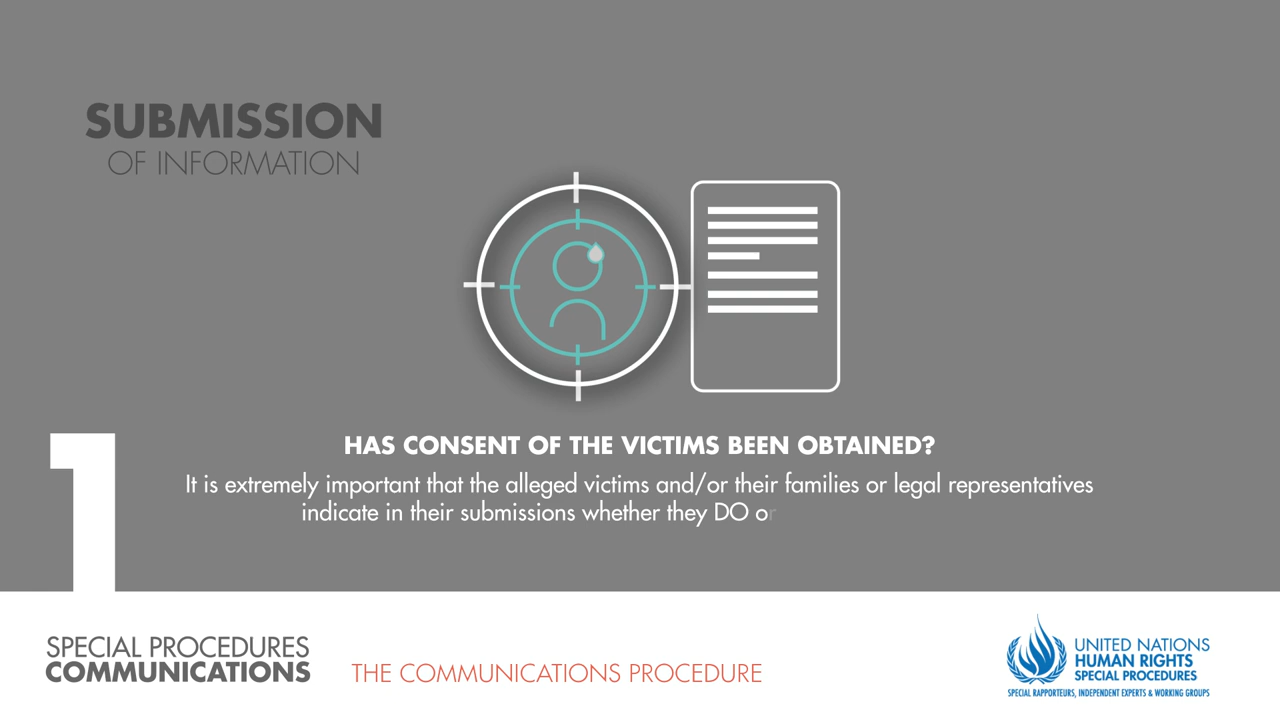 SUBMISSION
OF INFORMATION
HAS CONSENT OF THE VICTIMS BEEN OBTAINED?
It is extremely important that the alleged victims and/or their families or legal representatives
indicate in their submissions whether they DO or
1
SPECIAL PROCEDURES
COMMUNICATIONS
THE COMMUNICATIONS PROCEDURE
UNITED NATIONS
HUMAN RIGHTS
SPECIAL PROCEDURES
SPECIAL RAPPORTEURS, INDEPENDENT EXPERTS & WORKING GROUPS